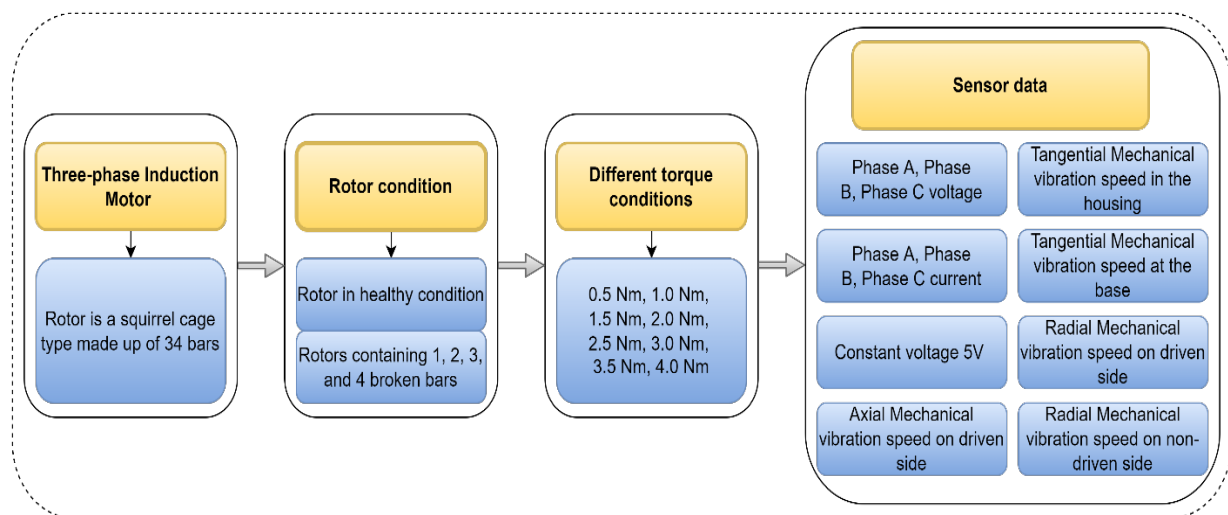 Three-phase Induction
Motor
Rotor is a squirrel cage
type made up of 34 bars
Rotor condition
Rotor in healthy condition
Rotors containing 1, 2, 3,
and 4 broken bars
Different torque
conditions
0.5 Nm, 1.0 Nm,
1.5 Nm, 2.0 Nm,
2.5 Nm, 3.0 Nm,
3.5 Nm, 4.0 Nm
Sensor data
Phase A, Phase
B, Phase C voltage
Tangential Mechanical
vibration speed in the
housing
Phase A, Phase
B, Phase C current
Tangential Mechanical
vibration speed at the
base
Constant voltage 5V
Radial Mechanical
vibration speed on driven
side
Axial Mechanical
vibration speed on driven
side
Radial Mechanical
vibration speed on non-
driven side